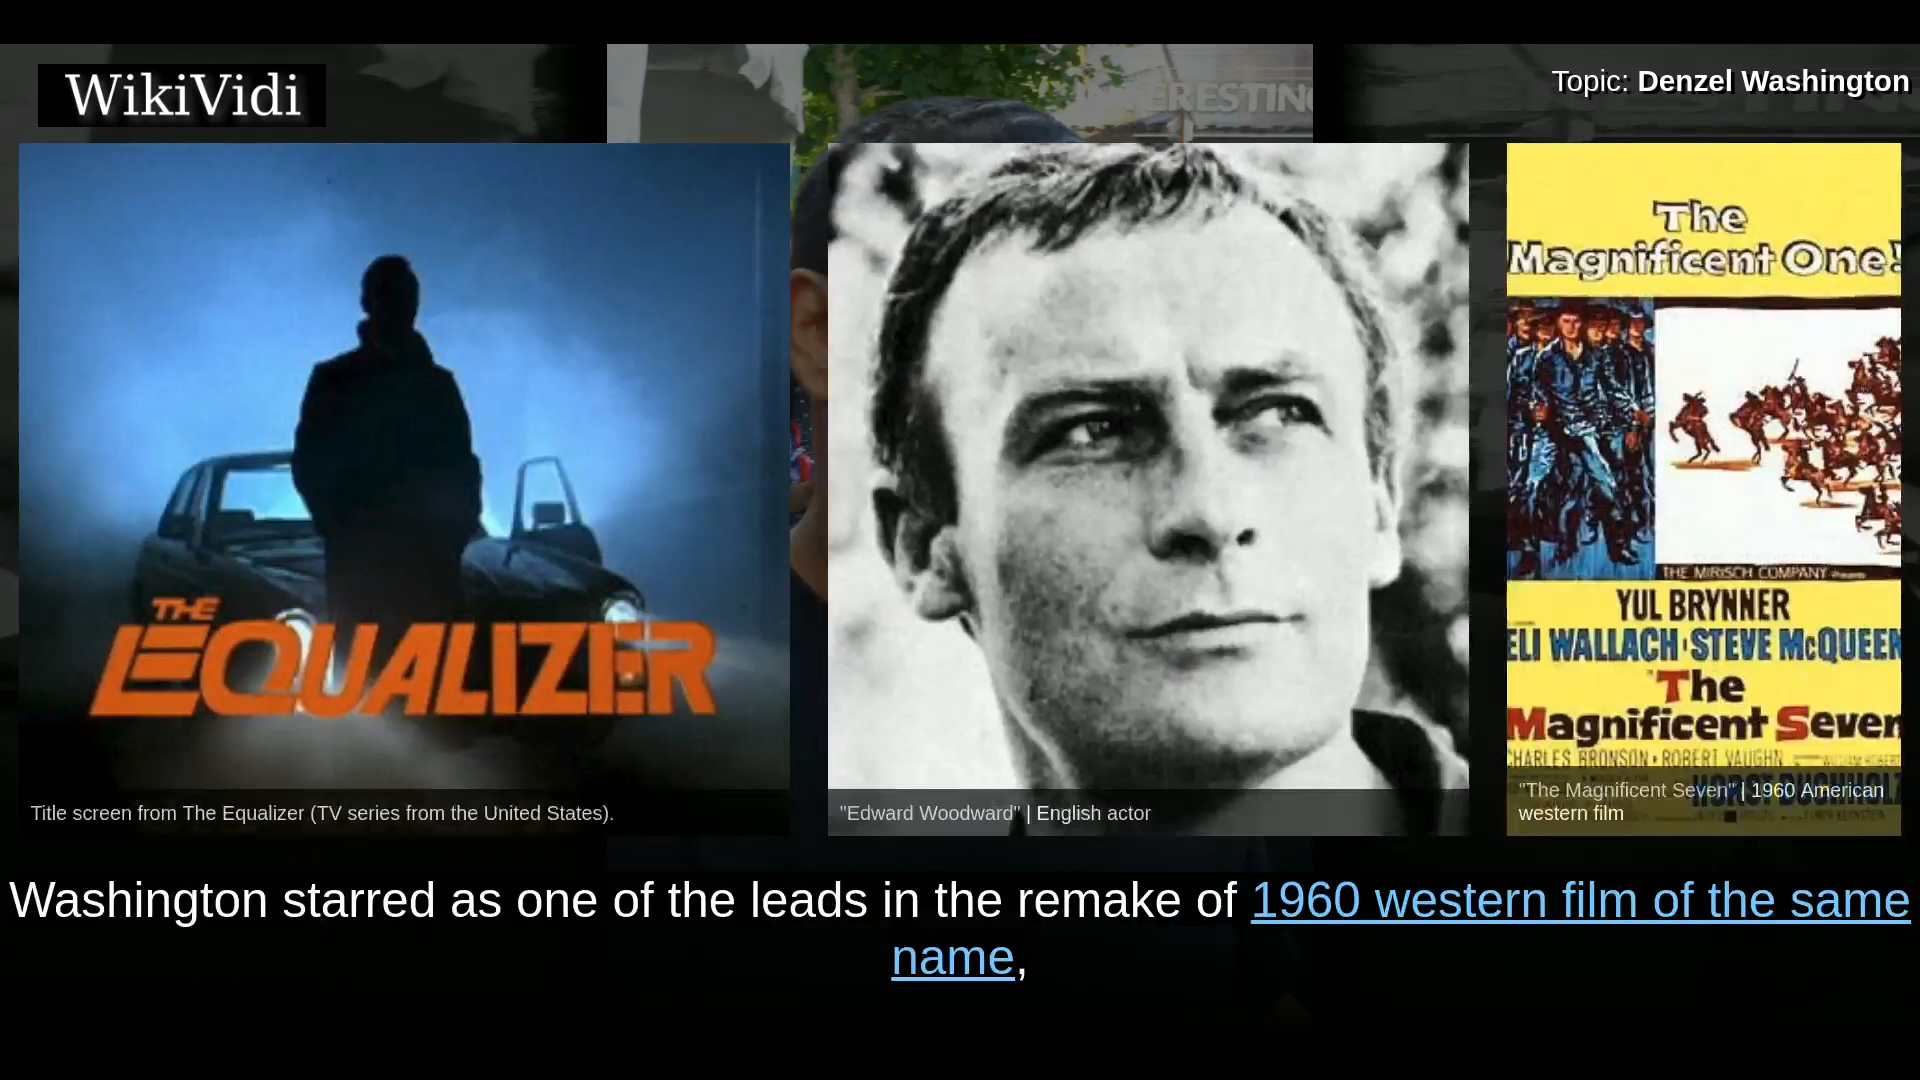 WikiVidi
Topic: Denzel Washington
THE
EQUALIZER
Title screen from The Equalizer (TV series from the United States).
"Edward Woodward" | English actor
The
Magnificent One!
THE MIRISCH COMPANY
YUL BRYNNER
ELI WALLACH · STEVE McQUEEN
"The
Magnificent Seven
CHARLES BRONSON · ROBERT VAUGHN
HORST BUCHHOLZ
"The Magnificent Seven" | 1960 American
western film
Washington starred as one of the leads in the remake of 1960 western film of the same
name,